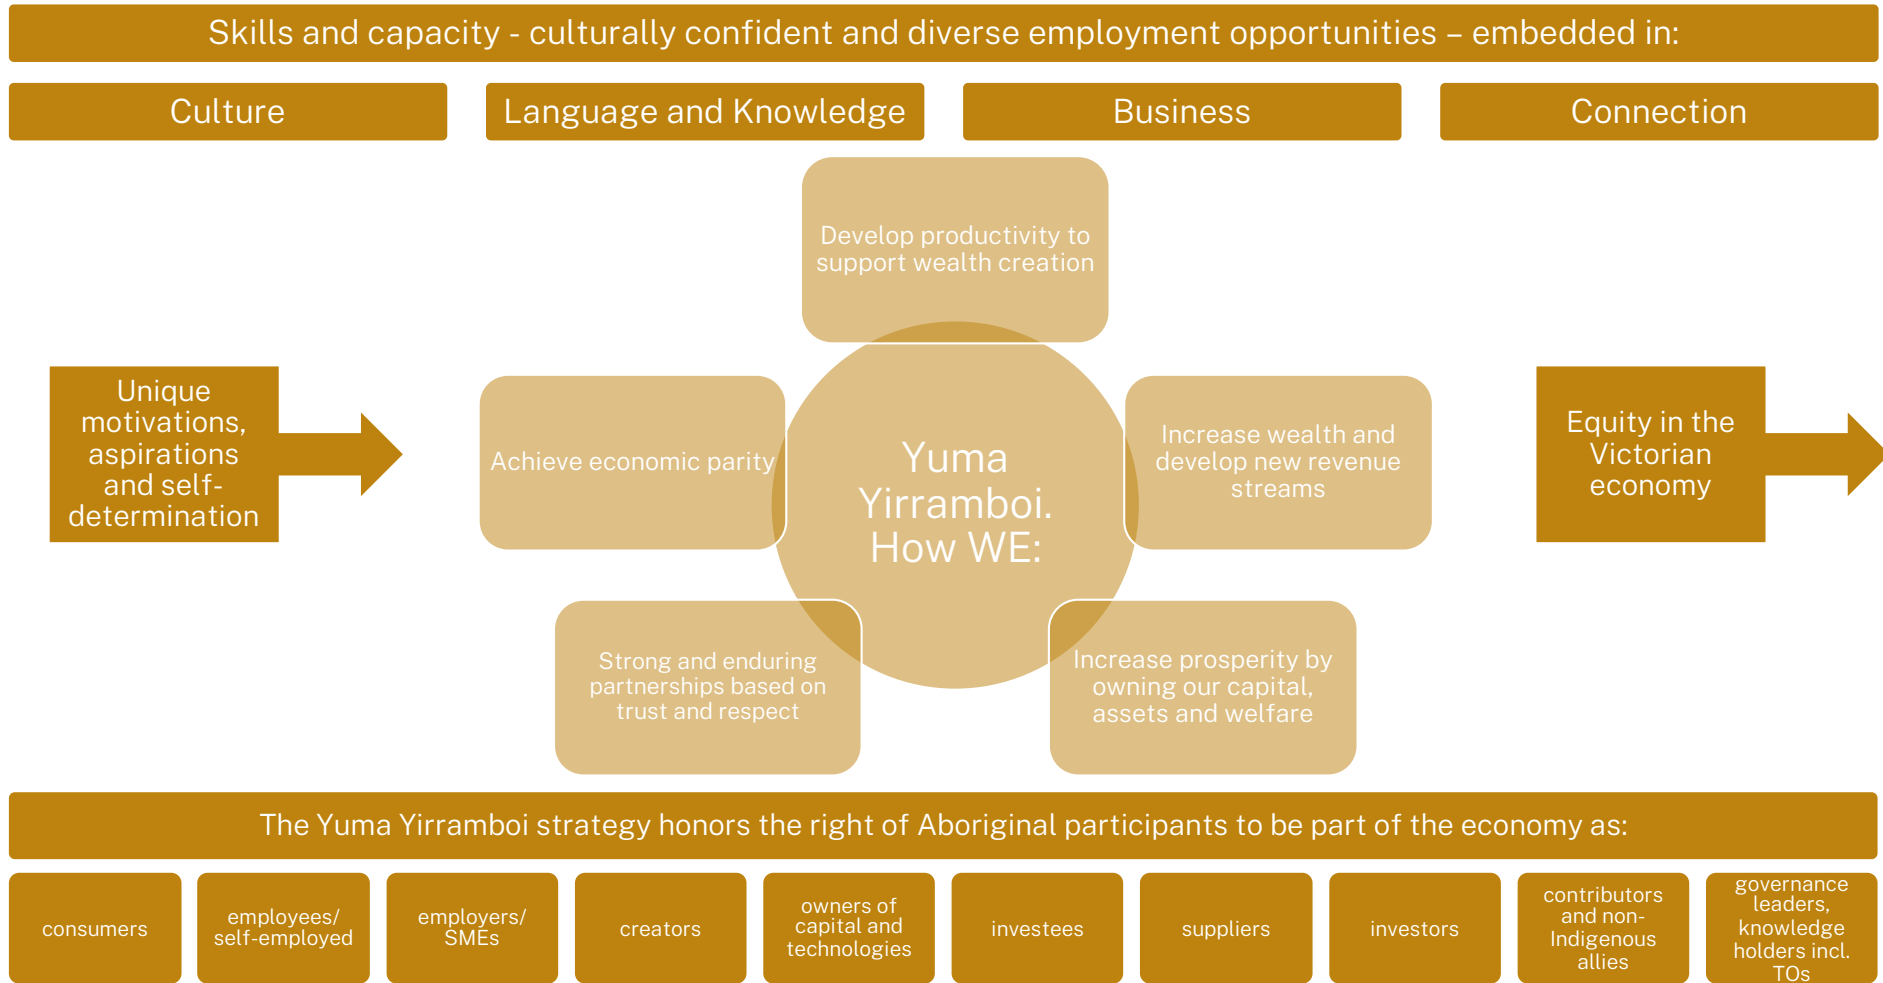 Skills and capacity - culturally confident and diverse employment opportunities – embedded in:
Culture
Language and Knowledge
Business
Connection
Develop productivity to
support wealth creation
Unique
motivations,
aspirations
and self-
determination
Achieve economic parity
Yuma
Yirramboi.
How WE:
Increase wealth and
develop new revenue
streams
Equity in the
Victorian
economy
Strong and enduring
partnerships based on
trust and respect
Increase prosperity by
owning our capital,
assets and welfare
The Yuma Yirramboi strategy honors the right of Aboriginal participants to be part of the economy as:
consumers
employees/
self-employed
employers/
SMEs
creators
owners of
capital and
technologies
investees
suppliers
investors
contributors
and non-
Indigenous
allies
governance
leaders,
knowledge
holders incl.
TOs